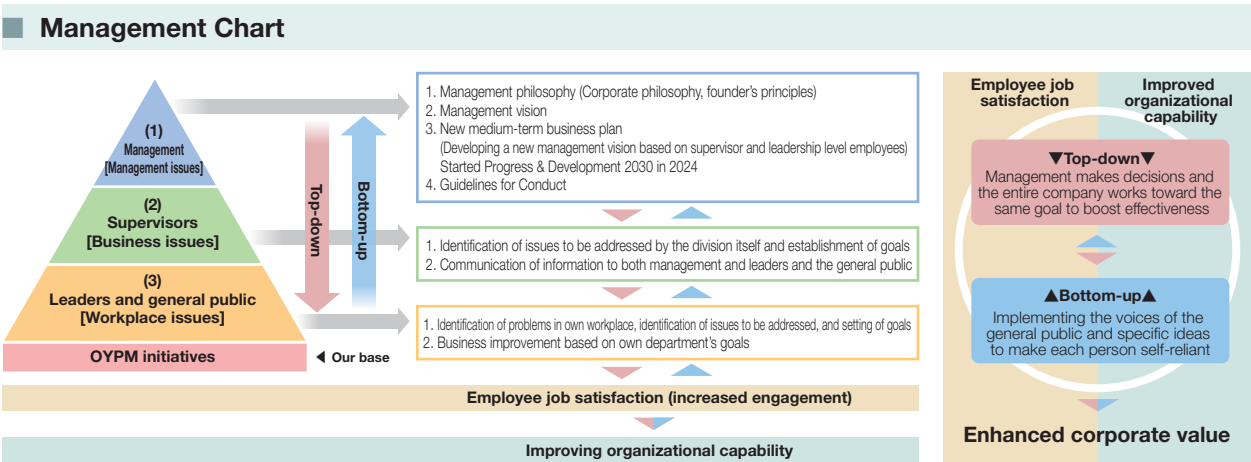 Management Chart
(1)
Management
[Management issues]
(2)
Supervisors
[Business issues]
(3)
Leaders and general public
[Workplace issues]
OYPM initiatives
◀ Our base
Top-down
Bottom-up
1. Management philosophy (Corporate philosophy, founder's principles)
2. Management vision
3. New medium-term business plan
(Developing a new management vision based on supervisor and leadership level employees)
Started Progress & Development 2030 in 2024
4. Guidelines for Conduct
1. Identification of issues to be addressed by the division itself and establishment of goals
2. Communication of information to both management and leaders and the general public
1. Identification of problems in own workplace, identification of issues to be addressed, and setting of goals
2. Business improvement based on own department's goals
Employee job satisfaction (increased engagement)
Improving organizational capability
Employee job
satisfaction
Improved
organizational
capability
▼Top-down▼
Management makes decisions and
the entire company works toward the
same goal to boost effectiveness
▲Bottom-up▲
Implementing the voices of the
general public and specific ideas
to make each person self-reliant
Enhanced corporate value